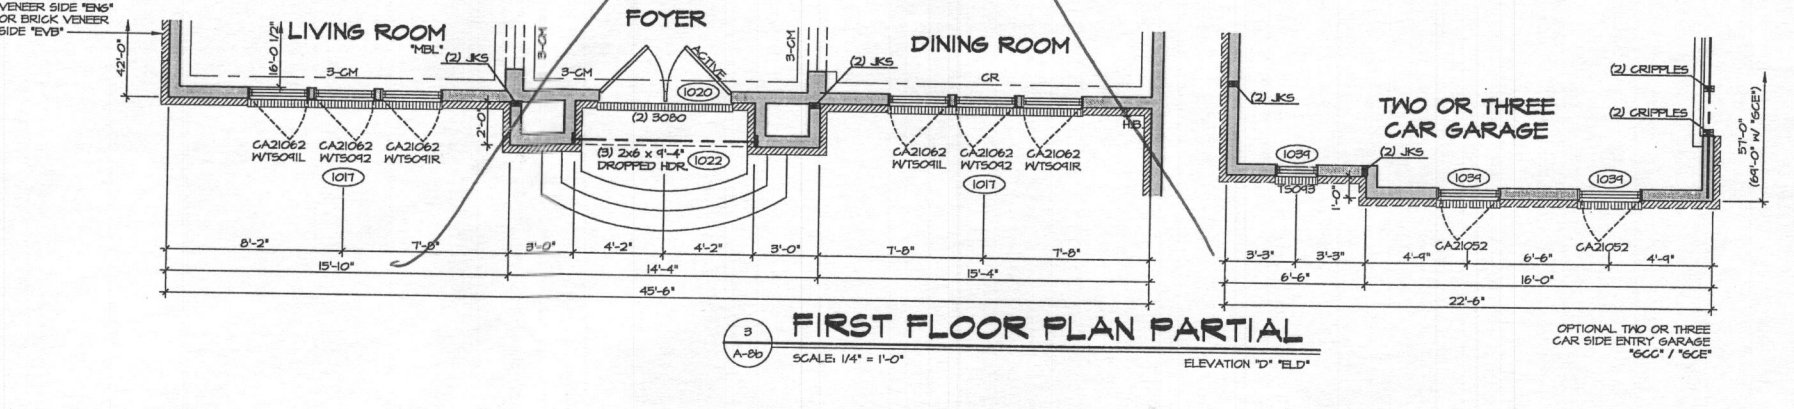 VENEER SIDE "ENG"
OR BRICK VENEER
SIDE "EVB"
42'-0"
16'-0 1/2"
LIVING ROOM
"MBL"
(2) JKS
3-CM
3-CM
FOYER
3-CM
ACTIVE
1020
(2) 3080
3-CM
(2) JKS
DINING ROOM
CR
H.B.
2'-0"
(3) 2x6 x 9'-4"
DROPPED HDR.
1022
CA21062
W/TS091L
CA21062
W/TS092
CA21062
W/TS091R
1017
CA21062
W/TS091L
CA21062
W/TS092
CA21062
W/TS091R
1017
(2) JKS
TWO OR THREE
CAR GARAGE
(2) CRIPPLES
(2) CRIPPLES
57'-0"
(69'-0" W/ "GCE")
1039
TS093
(2) JKS
1'-0"
1039
1039
CA21052
CA21052
8'-2"
7'-8"
3'-0"
4'-2"
4'-2"
3'-0"
7'-8"
7'-8"
15'-10"
14'-4"
15'-4"
45'-6"
3'-3"
3'-3"
4'-9"
6'-6"
4'-9"
6'-6"
16'-0"
22'-6"
3
A-8b
FIRST FLOOR PLAN PARTIAL
SCALE: 1/4" = 1'-0"
ELEVATION "D" "ELD"
OPTIONAL TWO OR THREE
CAR SIDE ENTRY GARAGE
"GCC" / "GCE"